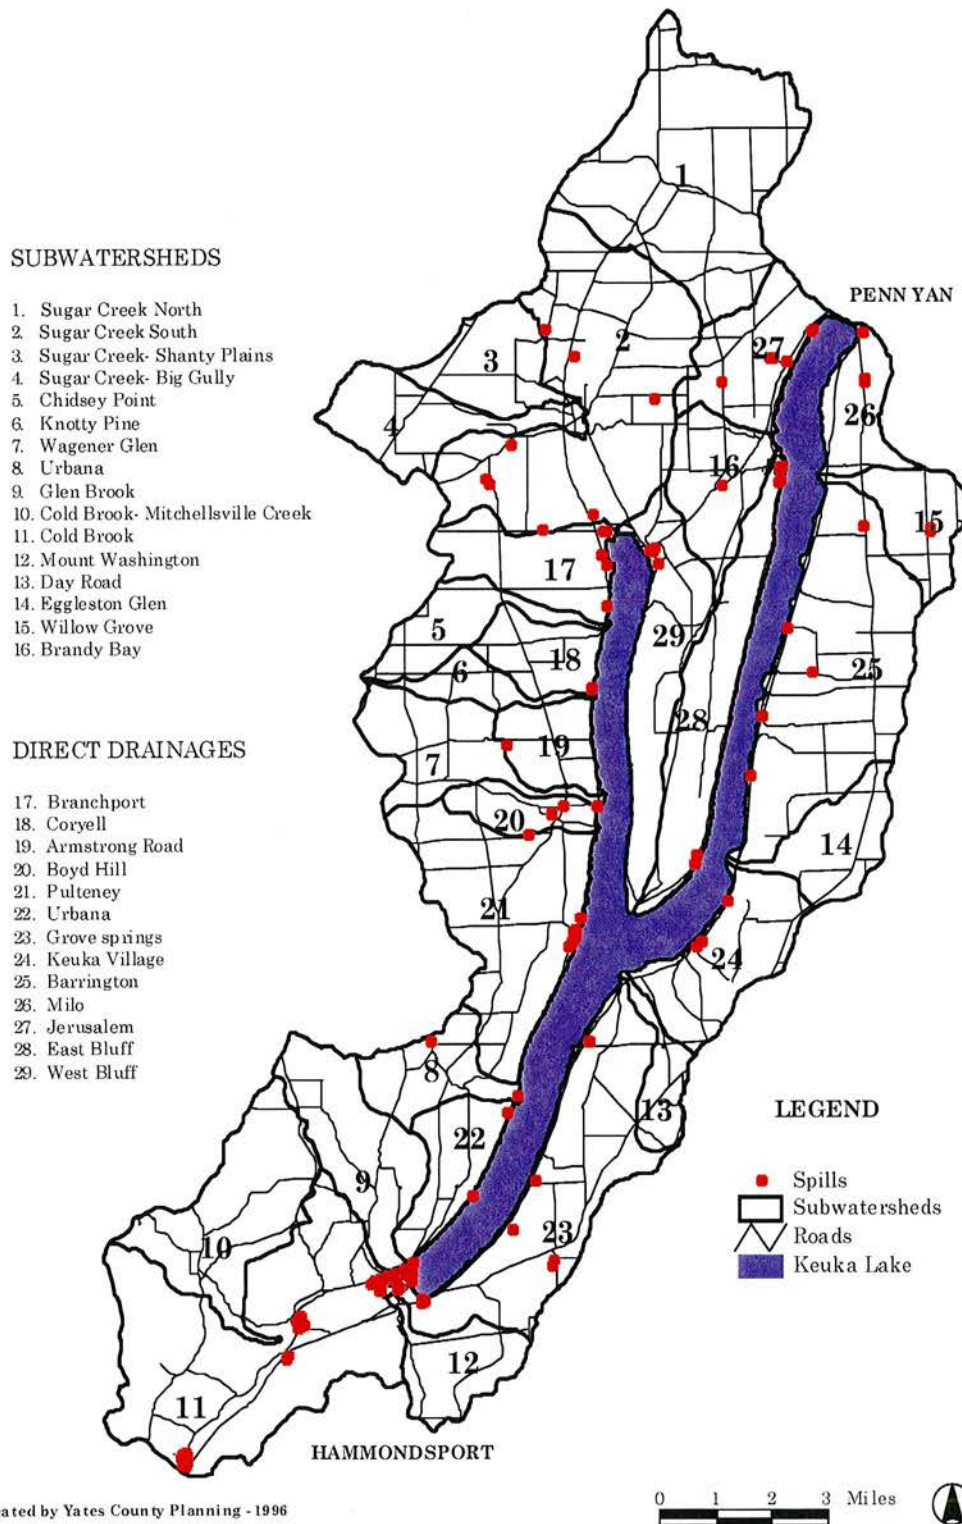 PENN YAN
SUBWATERSHEDS
1. Sugar Creek North
2. Sugar Creek South
3. Sugar Creek- Shanty Plains
4. Sugar Creek- Big Gully
5. Chidsey Point
6. Knotty Pine
7. Wagener Glen
8. Urbana
9. Glen Brook
10. Cold Brook- Mitchellsville Creek
11. Cold Brook
12. Mount Washington
13. Day Road
14. Eggleston Glen
15. Willow Grove
16. Brandy Bay
DIRECT DRAINAGES
17. Branchport
18. Coryell
19. Armstrong Road
20. Boyd Hill
21. Pulteney
22. Urbana
23. Grove springs
24. Keuka Village
25. Barrington
26. Milo
27. Jerusalem
28. East Bluff
29. West Bluff
1
2
3
27
4
26
16
15
17
5
29
18
6
25
28
19
7
20
14
21
24
8
13
22
9
23
10
12
11
LEGEND
Spills
Subwatersheds
Roads
Keuka Lake
HAMMONDSPORT
ated by Yates County Planning - 1996
0 1 2 3 Miles